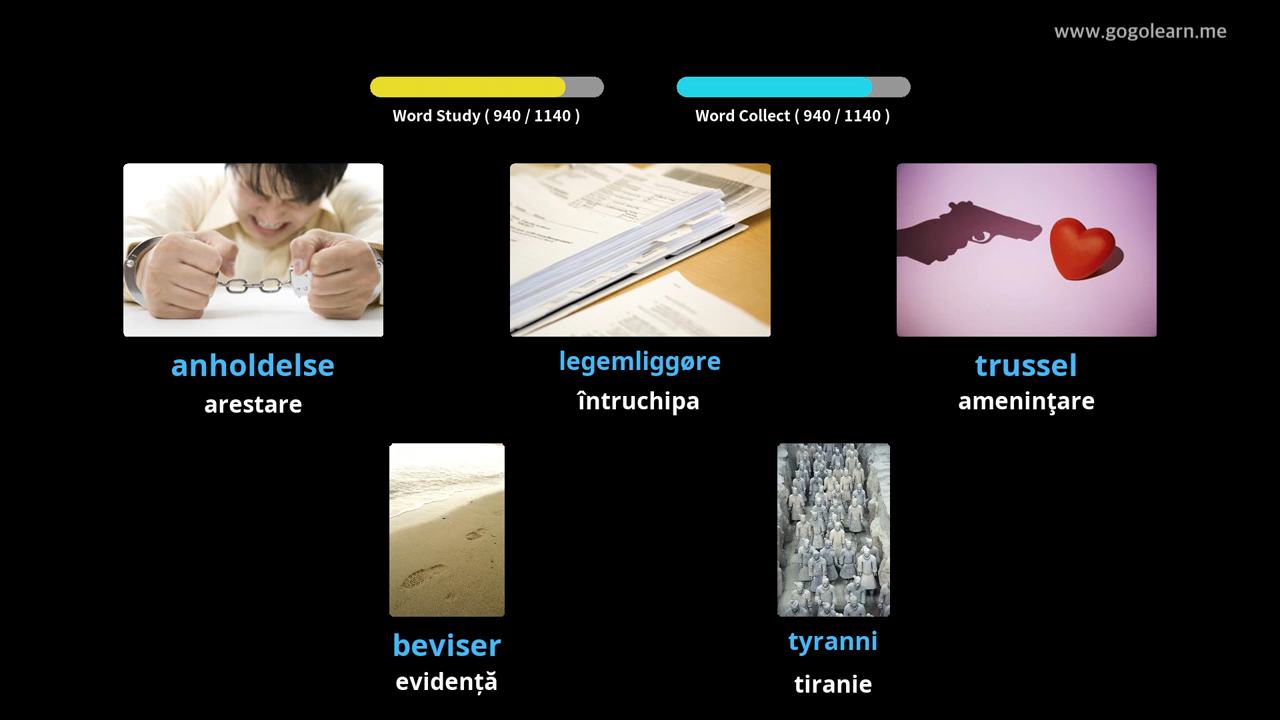 www.gogolearn.me
Word Study ( 940 / 1140 )
Word Collect ( 940 / 1140 )
anholdelse
arestare
legemliggøre
întruchipa
trussel
ameninţare
beviser
evidență
tyranni
tiranie